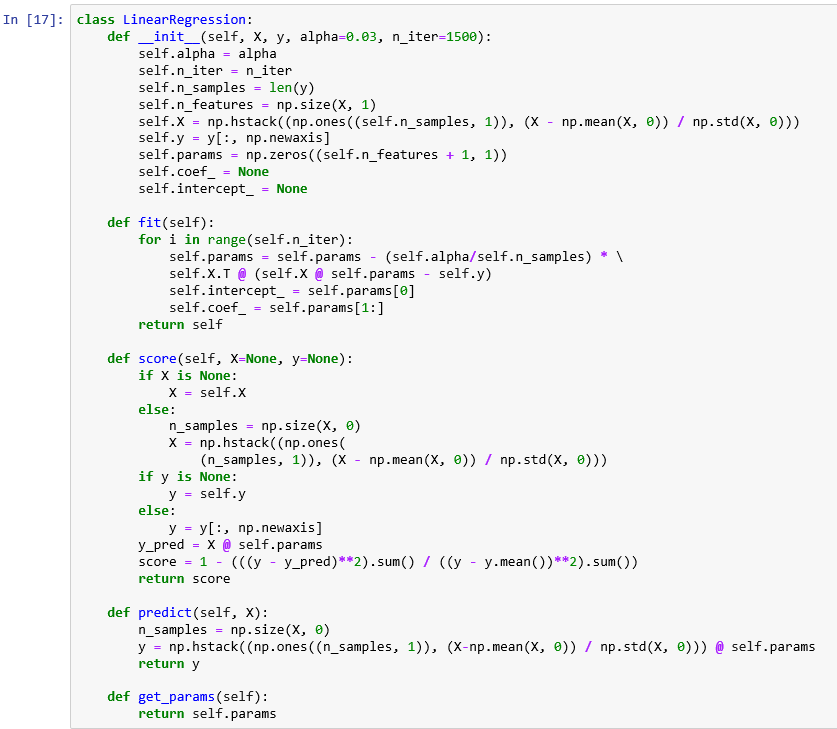 In [17]: class LinearRegression:
    def __init__(self, X, y, alpha=0.03, n_iter=1500):
        self.alpha = alpha
        self.n_iter = n_iter
        self.n_samples = len(y)
        self.n_features = np.size(X, 1)
        self.X = np.hstack((np.ones((self.n_samples, 1)), (X - np.mean(X, 0)) / np.std(X, 0)))
        self.y = y[:, np.newaxis]
        self.params = np.zeros((self.n_features + 1, 1))
        self.coef_ = None
        self.intercept_ = None

    def fit(self):
        for i in range(self.n_iter):
            self.params = self.params - (self.alpha/self.n_samples) * \
            self.X.T @ (self.X @ self.params - self.y)
            self.intercept_ = self.params[0]
            self.coef_ = self.params[1:]
        return self

    def score(self, X=None, y=None):
        if X is None:
            X = self.X
        else:
            n_samples = np.size(X, 0)
            X = np.hstack((np.ones(
                (n_samples, 1)), (X - np.mean(X, 0)) / np.std(X, 0)))
        if y is None:
            y = self.y
        else:
            y = y[:, np.newaxis]
        y_pred = X @ self.params
        score = 1 - (((y - y_pred)**2).sum() / ((y - y.mean())**2).sum())
        return score

    def predict(self, X):
        n_samples = np.size(X, 0)
        y = np.hstack((np.ones((n_samples, 1)), (X-np.mean(X, 0)) / np.std(X, 0))) @ self.params
        return y

    def get_params(self):
        return self.params